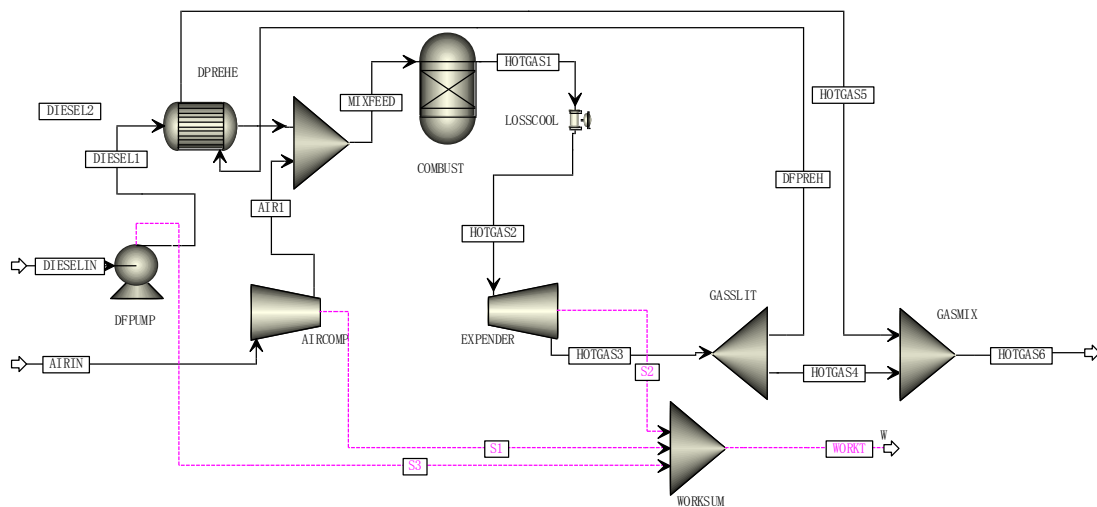 DPREHE
HOTGAS1
HOTGAS5
MIXFEED
DIESEL2
LOSSCOOL
DIESEL1
COMBUST
DFPREH
AIR1
HOTGAS2
DIESELIN
GASSLIT
DFPUMP
GASMIX
AIRCOMP
EXPENDER
HOTGAS3
HOTGAS6
AIRIN
S2
HOTGAS4
W
S1
WORKT
S3
WORKSUM